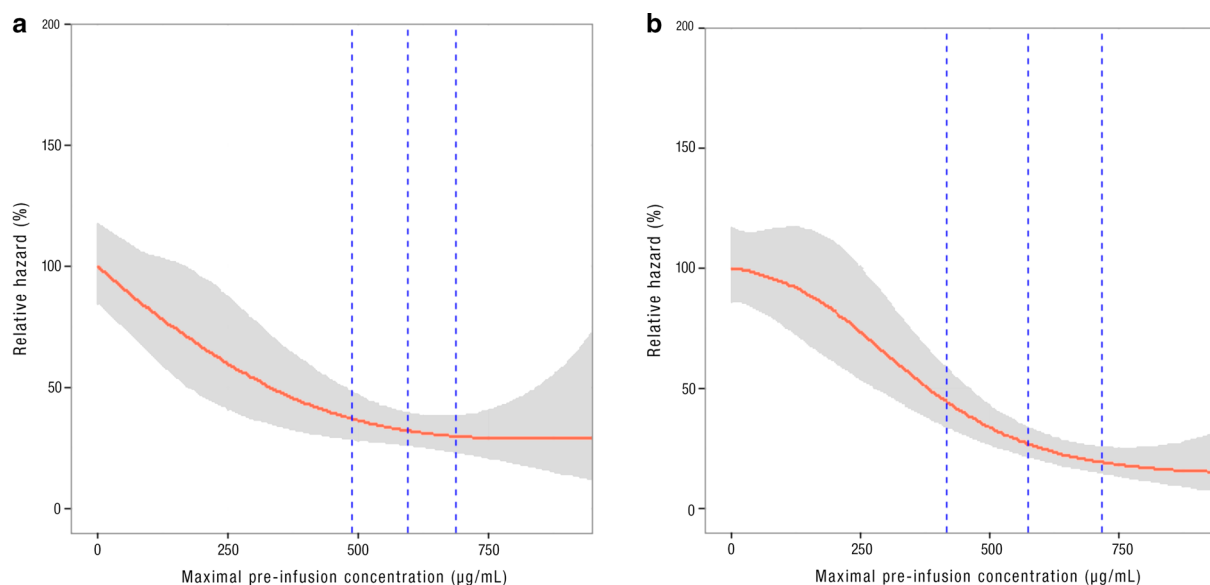 a
200
150
100
50
0
Relative hazard (%)
0 250 500 750
Maximal pre-infusion concentration (µg/mL)
b
200
150
100
50
0
Relative hazard (%)
0 250 500 750
Maximal pre-infusion concentration (µg/mL)